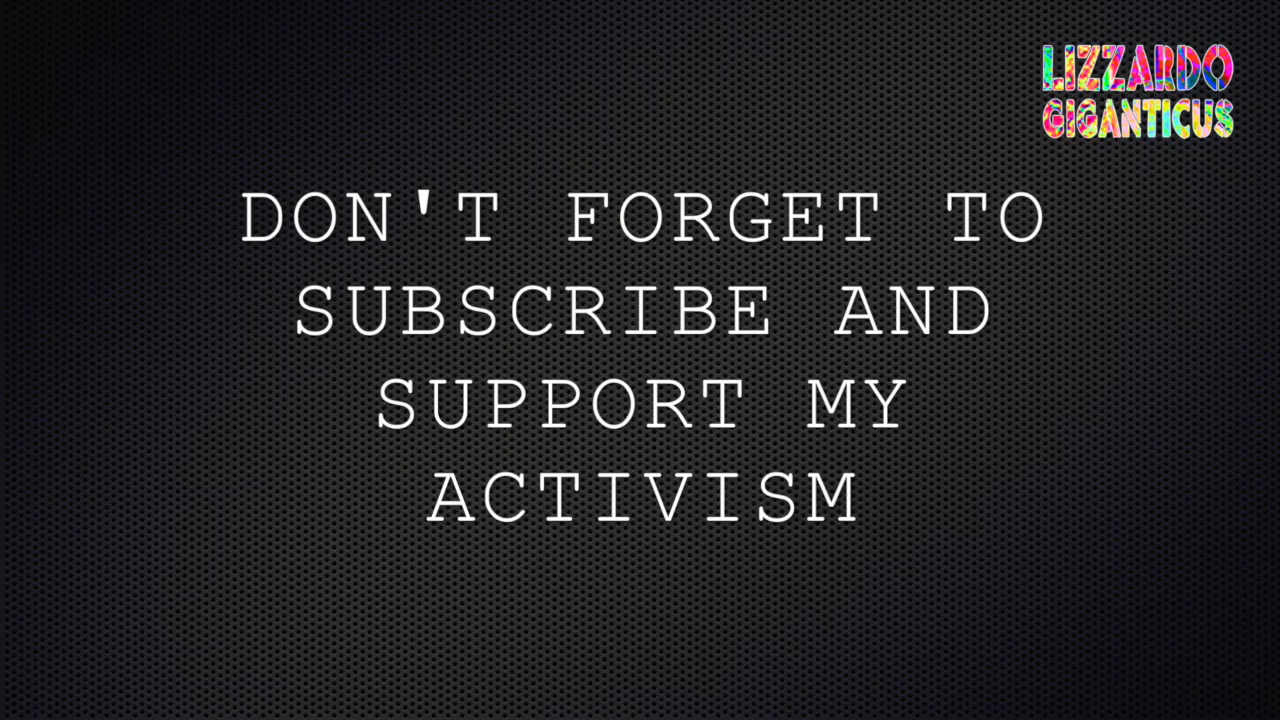 LIZZARDO
GIGANTICUS
DON'T FORGET TO
SUBSCRIBE AND
SUPPORT MY
ACTIVISM